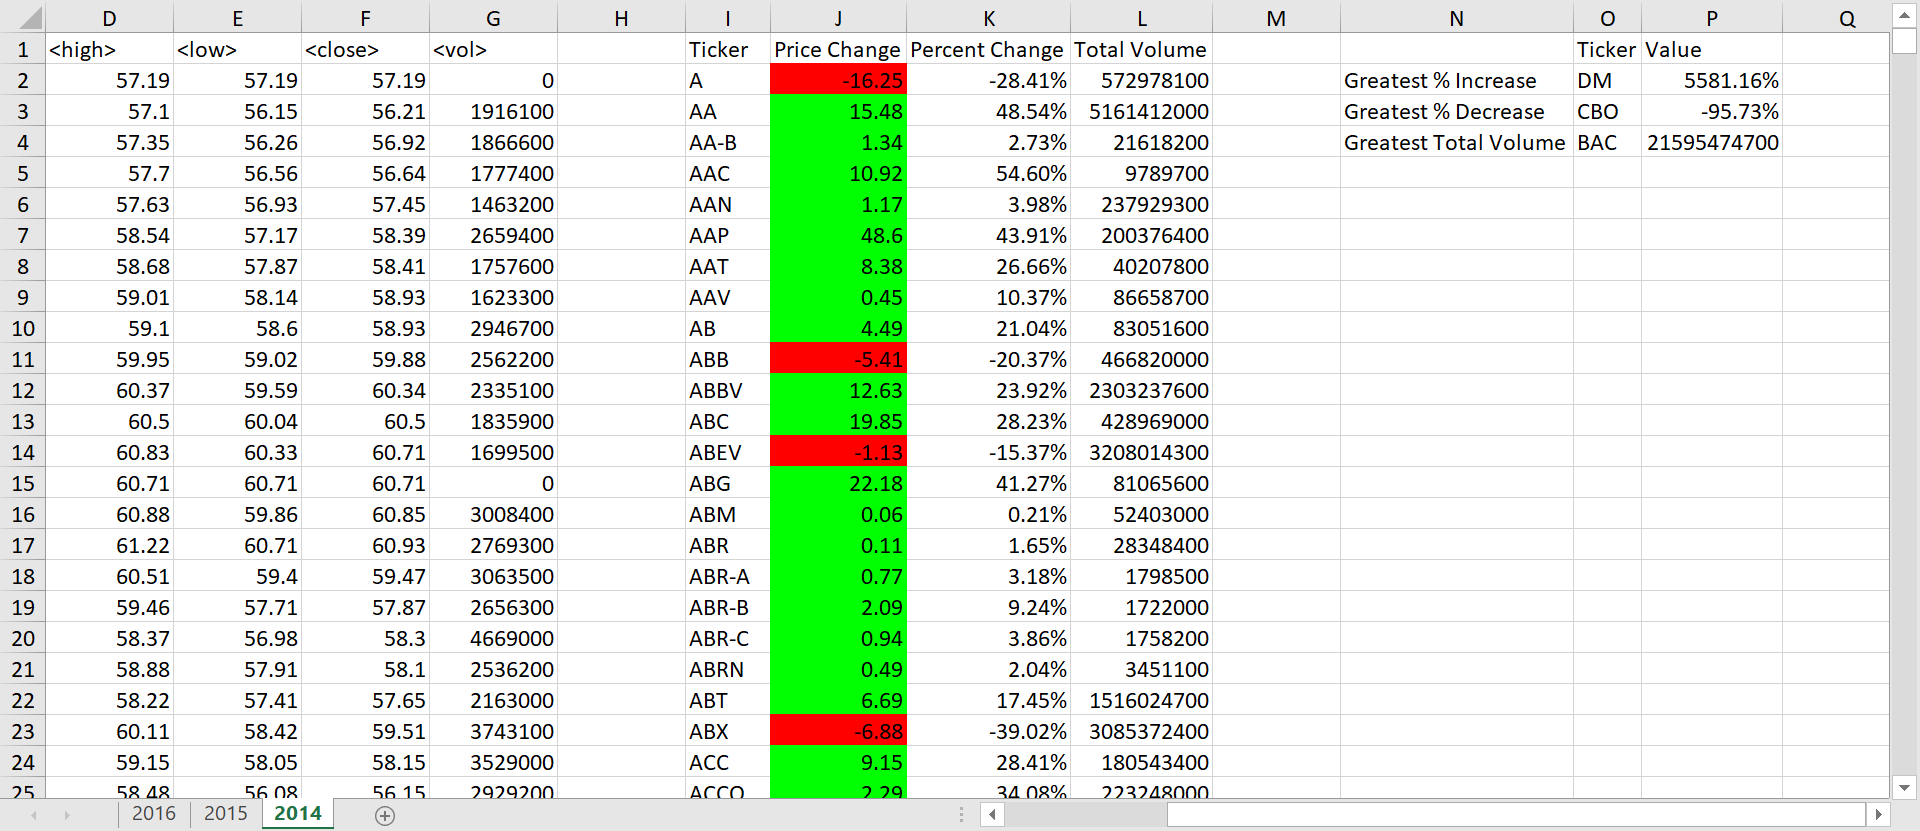 D E F G H I J K L M N O P Q
1 <high> <low> <close> <vol> Ticker Price Change Percent Change Total Volume Ticker Value
2 57.19 57.19 57.19 0 A -16.25 -28.41% 572978100 Greatest % Increase DM 5581.16%
3 57.1 56.15 56.21 1916100 AA 15.48 48.54% 5161412000 Greatest % Decrease CBO -95.73%
4 57.35 56.26 56.92 1866600 AA-B 1.34 2.73% 21618200 Greatest Total Volume BAC 21595474700
5 57.7 56.56 56.64 1777400 AAC 10.92 54.60% 9789700
6 57.63 56.93 57.45 1463200 AAN 1.17 3.98% 237929300
7 58.54 57.17 58.39 2659400 AAP 48.6 43.91% 200376400
8 58.68 57.87 58.41 1757600 AAT 8.38 26.66% 40207800
9 59.01 58.14 58.93 1623300 AAV 0.45 10.37% 86658700
10 59.1 58.6 58.93 2946700 AB 4.49 21.04% 83051600
11 59.95 59.02 59.88 2562200 ABB -5.41 -20.37% 466820000
12 60.37 59.59 60.34 2335100 ABBV 12.63 23.92% 2303237600
13 60.5 60.04 60.5 1835900 ABC 19.85 28.23% 428969000
14 60.83 60.33 60.71 1699500 ABEV -1.13 -15.37% 3208014300
15 60.71 60.71 60.71 0 ABG 22.18 41.27% 81065600
16 60.88 59.86 60.85 3008400 ABM 0.06 0.21% 52403000
17 61.22 60.71 60.93 2769300 ABR 0.11 1.65% 28348400
18 60.51 59.4 59.47 3063500 ABR-A 0.77 3.18% 1798500
19 59.46 57.71 57.87 2656300 ABR-B 2.09 9.24% 1722000
20 58.37 56.98 58.3 4669000 ABR-C 0.94 3.86% 1758200
21 58.88 57.91 58.1 2536200 ABRN 0.49 2.04% 3451100
22 58.22 57.41 57.65 2163000 ABT 6.69 17.45% 1516024700
23 60.11 58.42 59.51 3743100 ABX -6.88 -39.02% 3085372400
24 59.15 58.05 58.15 3529000 ACC 9.15 28.41% 180543400
25 58.48 56.08 56.15 2929200 ACCO 2.29 34.08% 223248000
2016 2015 2014